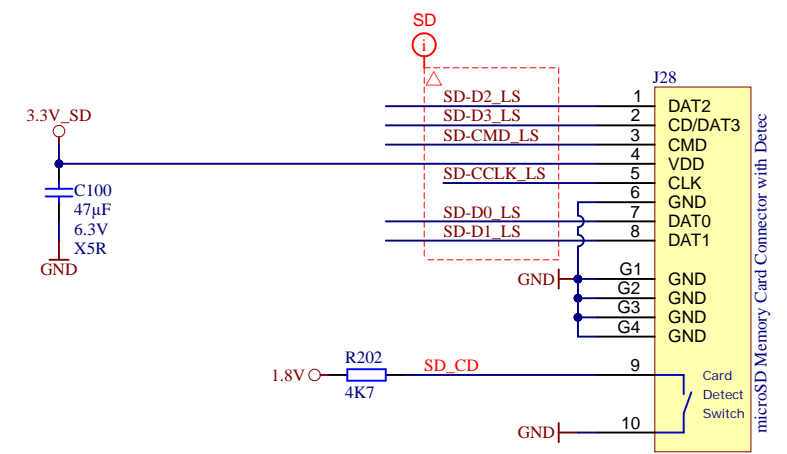 SD
i
J28
SD-D2_LS 1 DAT2
3.3V_SD
SD-D3_LS 2 CD/DAT3
SD-CMD_LS 3 CMD
4 VDD
SD-CCLK_LS 5 CLK
C100
47µF
6.3V
X5R
GND
6 GND
SD-D0_LS 7 DAT0
SD-D1_LS 8 DAT1
GND G1 GND
G2 GND
G3 GND
G4 GND
R202
1.8V SD_CD 9
4K7
Card
Detect
Switch
GND 10
microSD Memory Card Connector with Detec